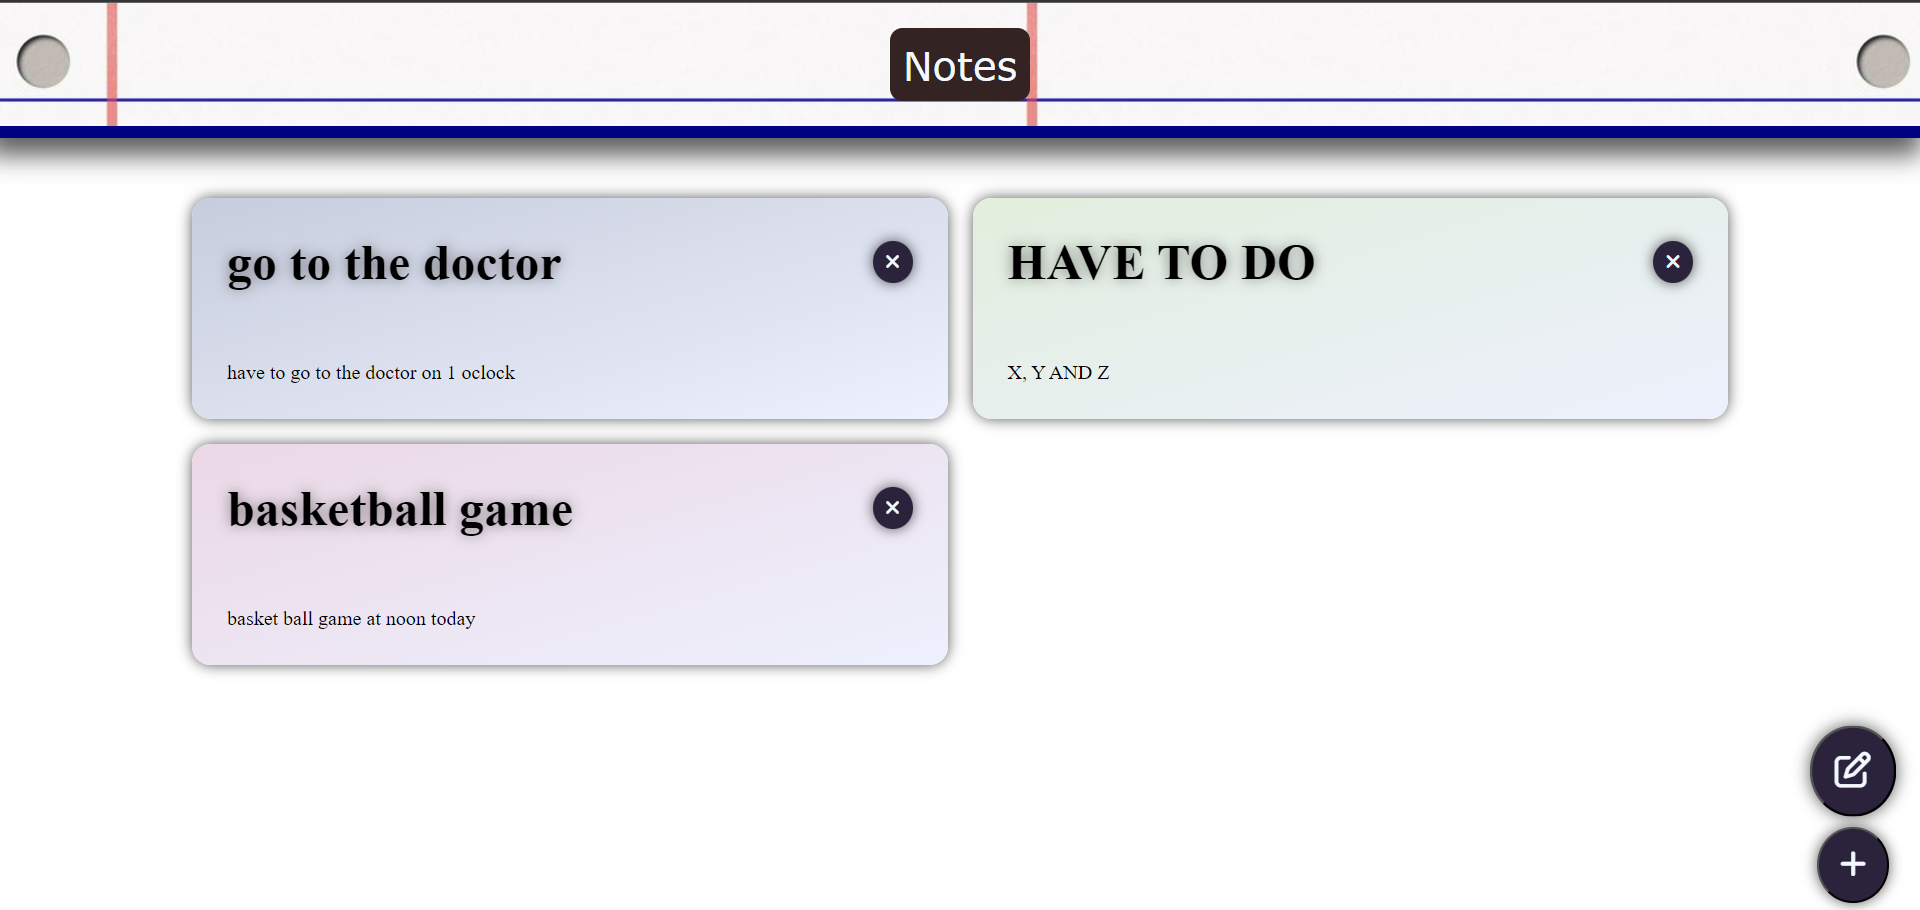 Notes
go to the doctor
have to go to the doctor on 1 oclock
HAVE TO DO
X, Y AND Z
basketball game
basket ball game at noon today